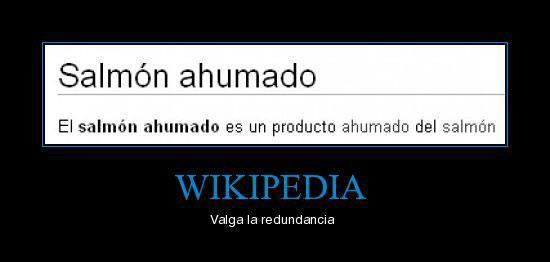 Salmón ahumado
El salmón ahumado es un producto ahumado del salmón
WIKIPEDIA
Valga la redundancia